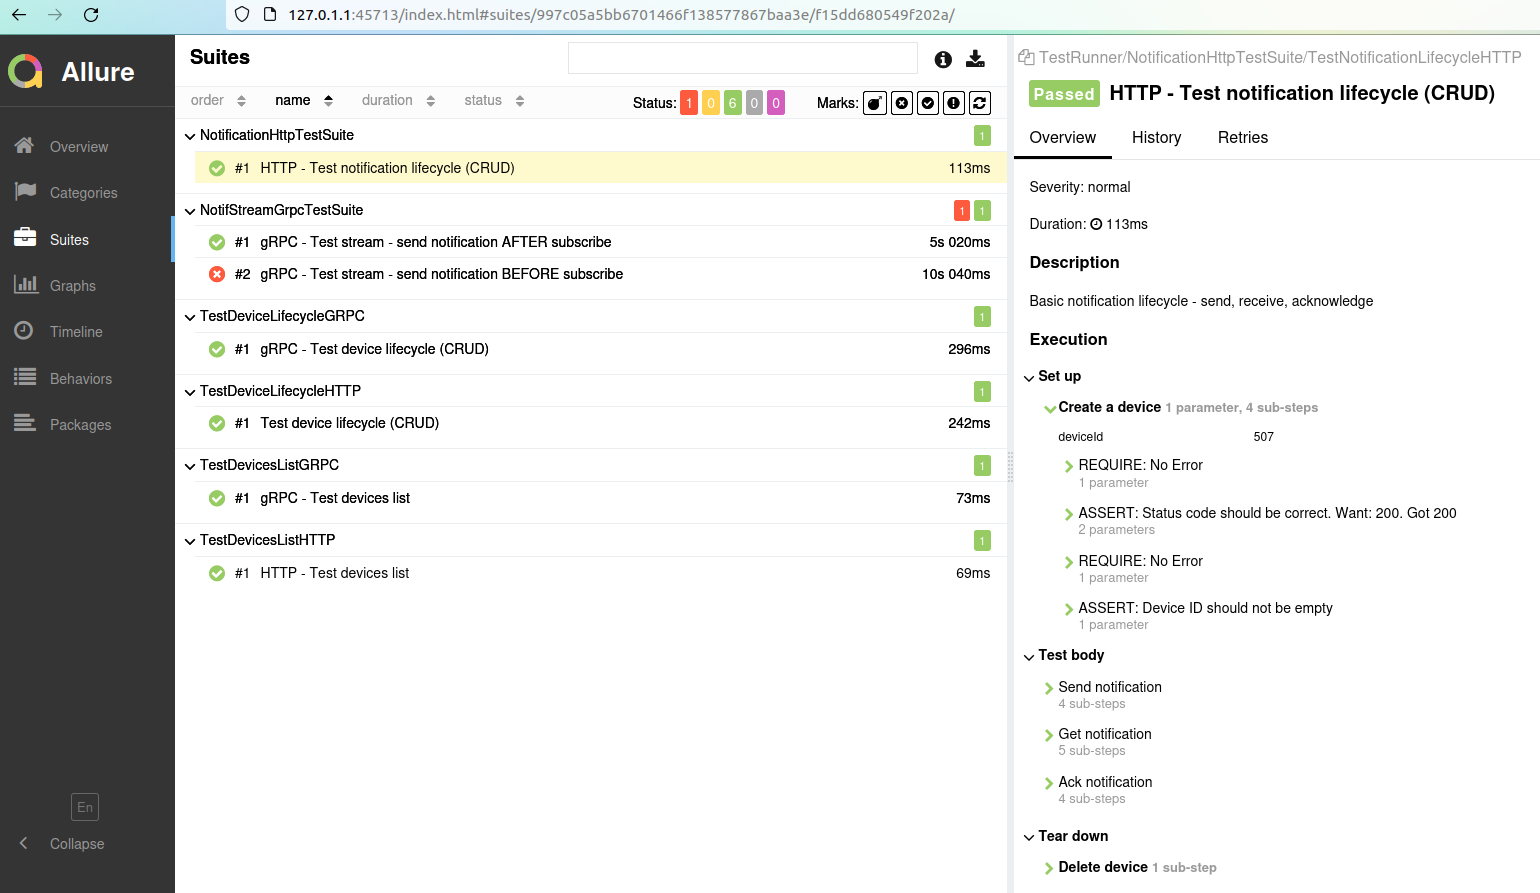 127.0.1.1:45713/index.html#suites/997c05a5bb6701466f138577867baa3e/f15dd680549f202a/
Allure
Overview
Categories
Suites
Graphs
Timeline
Behaviors
Packages
En
Collapse
Suites
order name duration status
Status: 1 0 6 0 0 Marks:
NotificationHttpTestSuite 1
#1 HTTP - Test notification lifecycle (CRUD) 113ms
NotifStreamGrpcTestSuite 1 1
#1 gRPC - Test stream - send notification AFTER subscribe 5s 020ms
#2 gRPC - Test stream - send notification BEFORE subscribe 10s 040ms
TestDeviceLifecycleGRPC 1
#1 gRPC - Test device lifecycle (CRUD) 296ms
TestDeviceLifecycleHTTP 1
#1 Test device lifecycle (CRUD) 242ms
TestDevicesListGRPC 1
#1 gRPC - Test devices list 73ms
TestDevicesListHTTP 1
#1 HTTP - Test devices list 69ms
TestRunner/NotificationHttpTestSuite/TestNotificationLifecycleHTTP
Passed HTTP - Test notification lifecycle (CRUD)
Overview History Retries
Severity: normal
Duration: 113ms
Description
Basic notification lifecycle - send, receive, acknowledge
Execution
Set up
Create a device 1 parameter, 4 sub-steps
deviceId 507
REQUIRE: No Error
1 parameter
ASSERT: Status code should be correct. Want: 200. Got 200
2 parameters
REQUIRE: No Error
1 parameter
ASSERT: Device ID should not be empty
1 parameter
Test body
Send notification
4 sub-steps
Get notification
5 sub-steps
Ack notification
4 sub-steps
Tear down
Delete device 1 sub-step